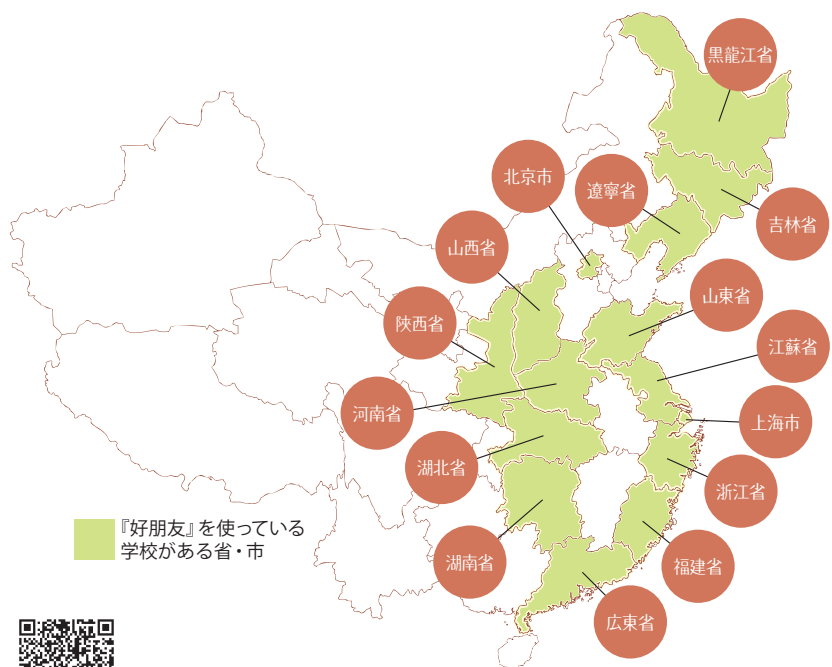 黒龍江省
北京市
遼寧省
吉林省
山西省
山東省
陝西省
江蘇省
河南省
上海市
湖北省
浙江省
『好朋友』を使っている
学校がある省・市
湖南省
福建省
広東省